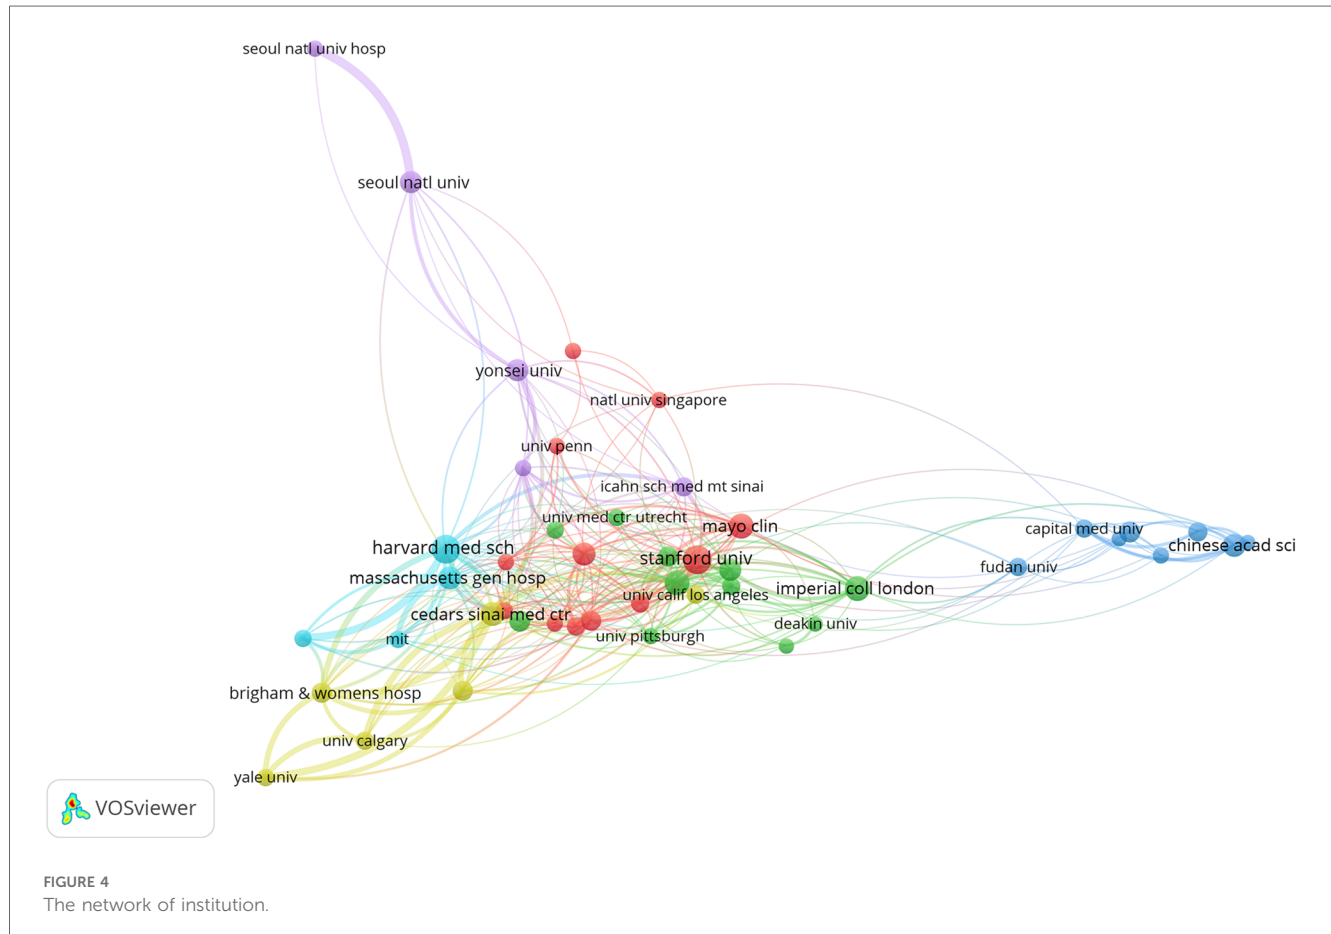 seoul natl univ hosp
seoul natl univ
yonsei univ
natl univ singapore
univ penn
icahn sch med mt sinai
univ med ctr utrecht
mayo clin
capital med univ
chinese acad sci
harvard med sch
stanford univ
fudan univ
massachusetts gen hosp
univ calif los angeles
imperial coll london
cedars sinai med ctr
deakin univ
univ pittsburgh
mit
brigham & womens hosp
univ calgary
yale univ
VOSviewer
FIGURE 4
The network of institution.